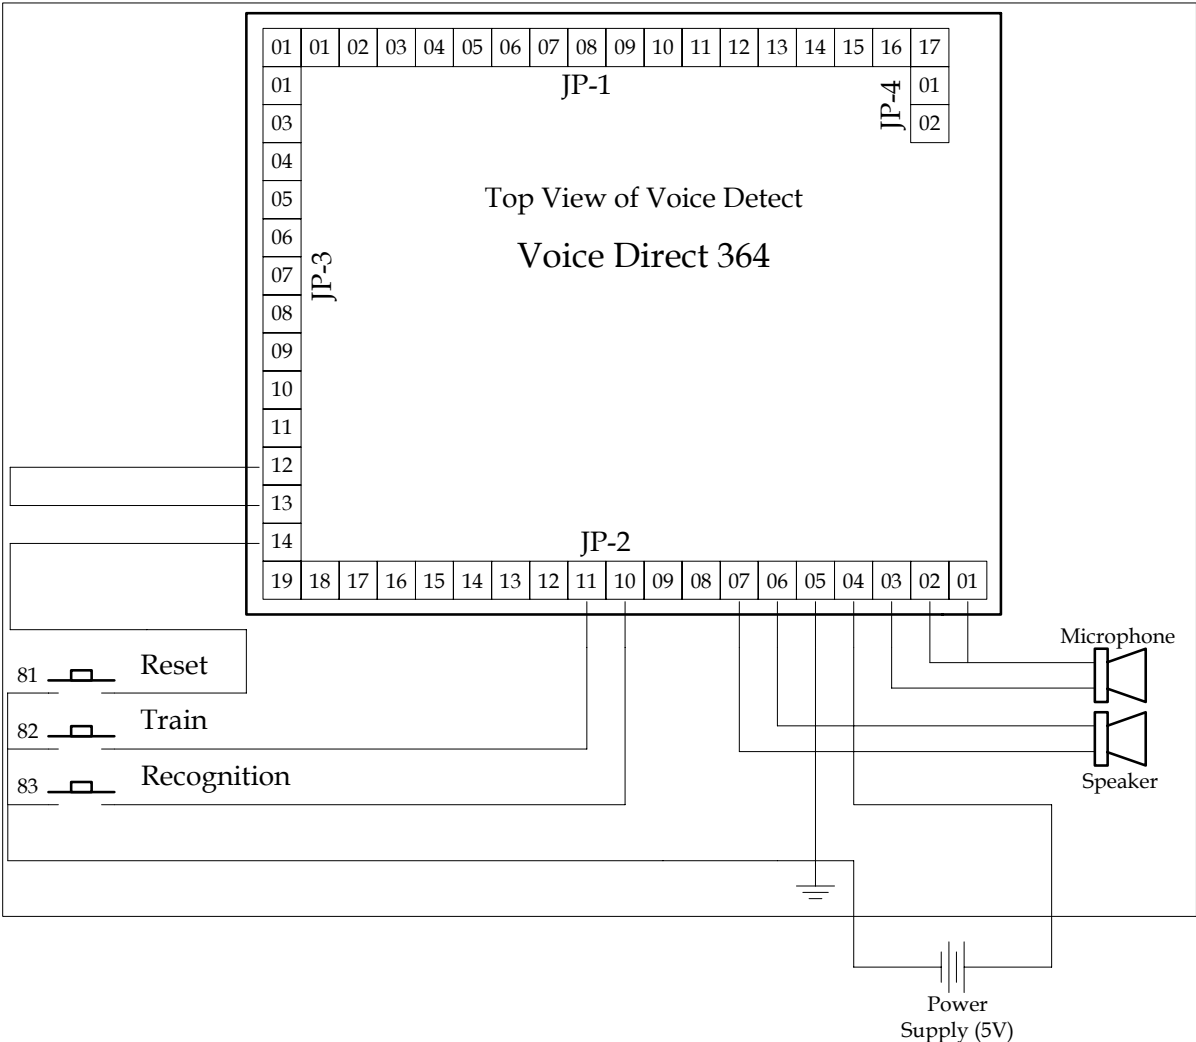 01 01 02 03 04 05 06 07 08 09 10 11 12 13 14 15 16 17
01 JP-1 JP-4 01
03 02
04
05 Top View of Voice Detect
06 Voice Direct 364
07 JP-3
08
09
10
11
12
13
14 JP-2
19 18 17 16 15 14 13 12 11 10 09 08 07 06 05 04 03 02 01
Microphone
81 Reset
82 Train
83 Recognition
Speaker
Power
Supply (5V)